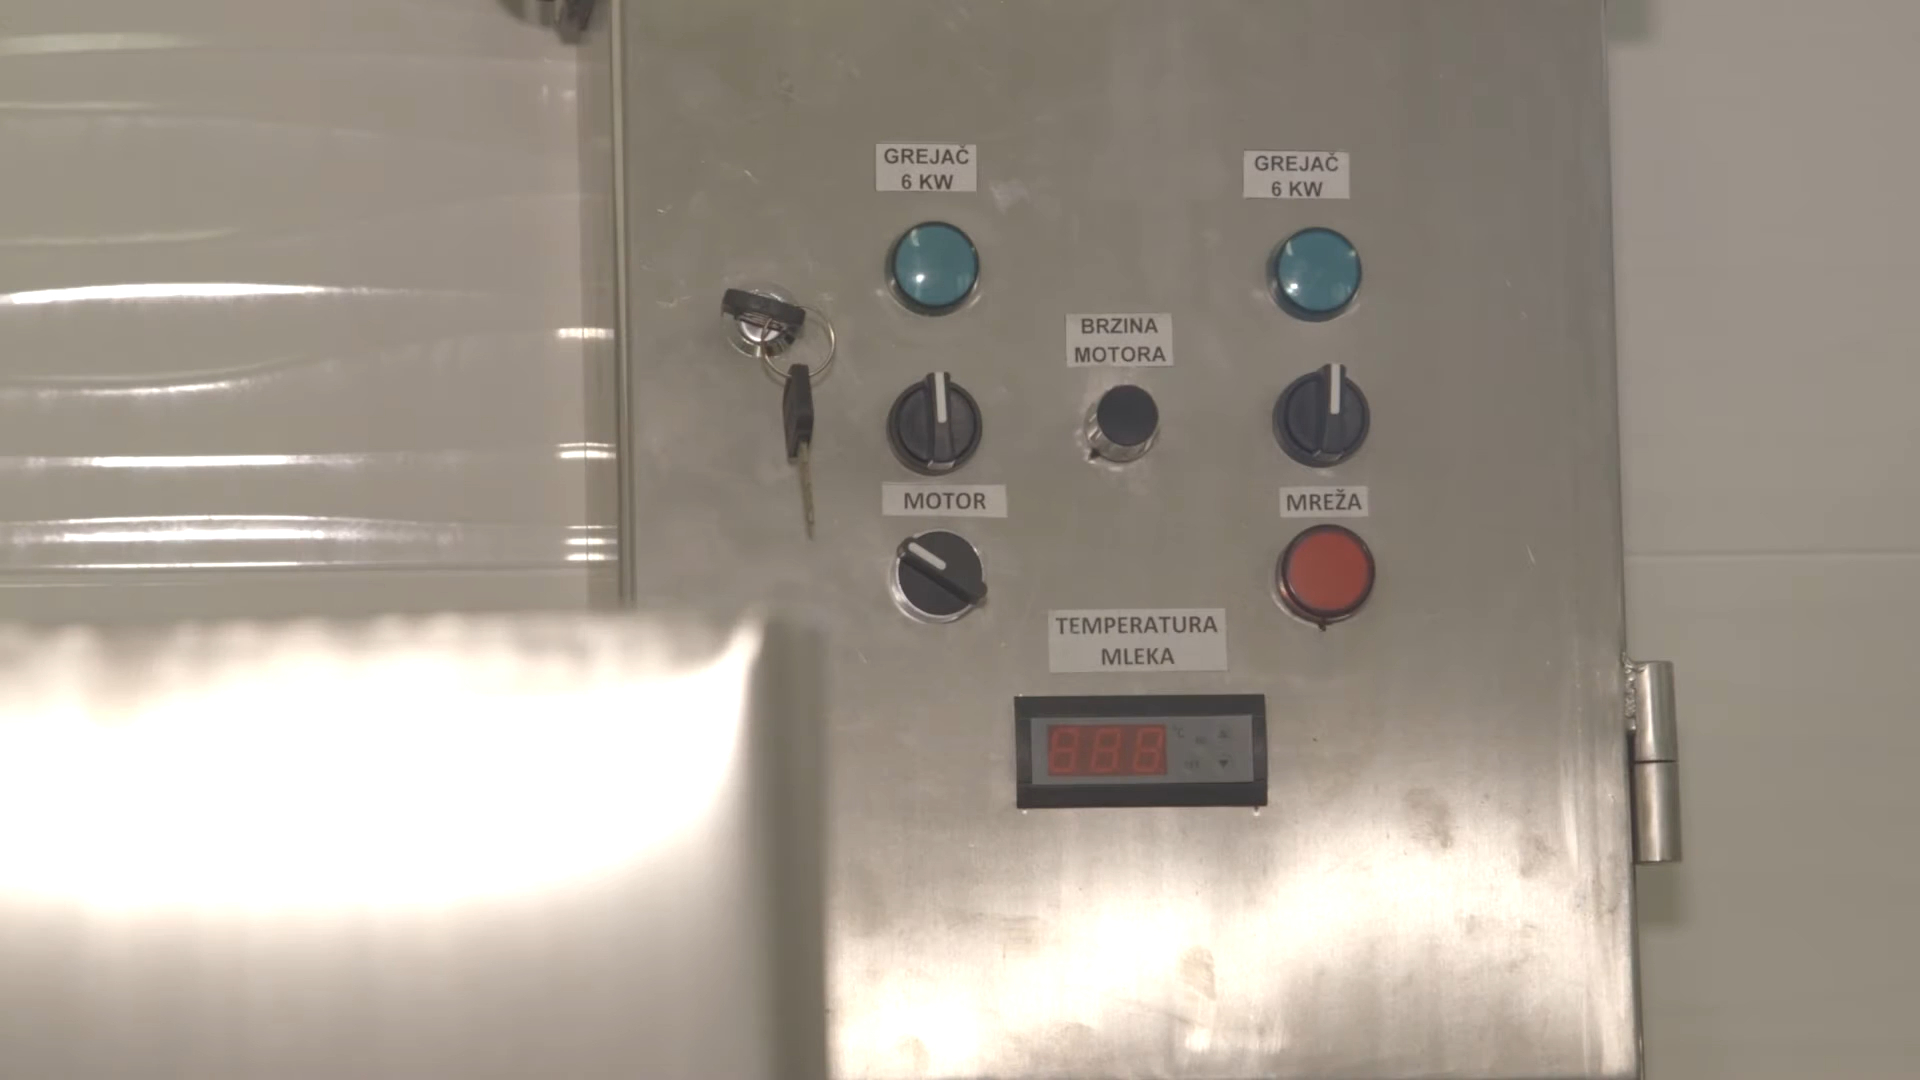 GREJAČ
6 KW
GREJAČ
6 KW
BRZINA
MOTORA
MOTOR
MREŽA
TEMPERATURA
MLEKA